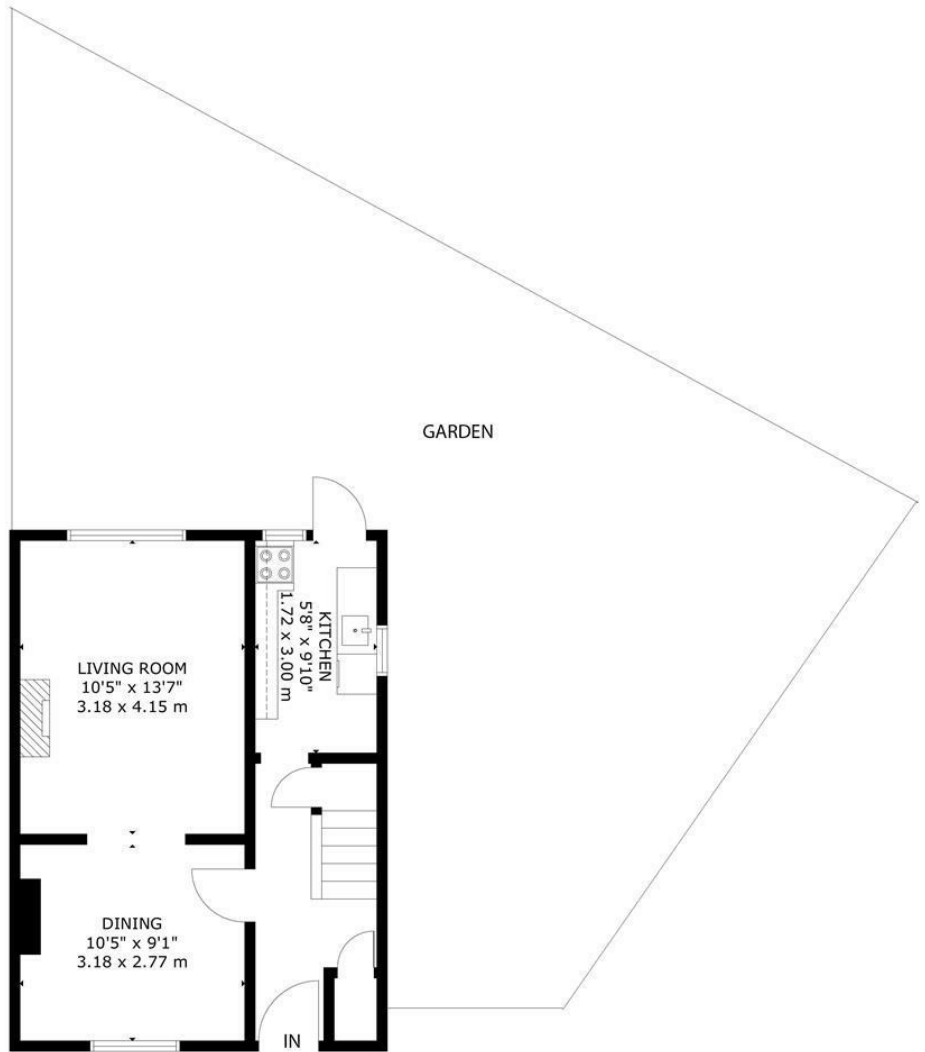 GARDEN
LIVING ROOM
10'5" x 13'7"
3.18 x 4.15 m
KITCHEN
5'8" x 9'10"
1.72 x 3.00 m
DINING
10'5" x 9'1"
3.18 x 2.77 m
IN